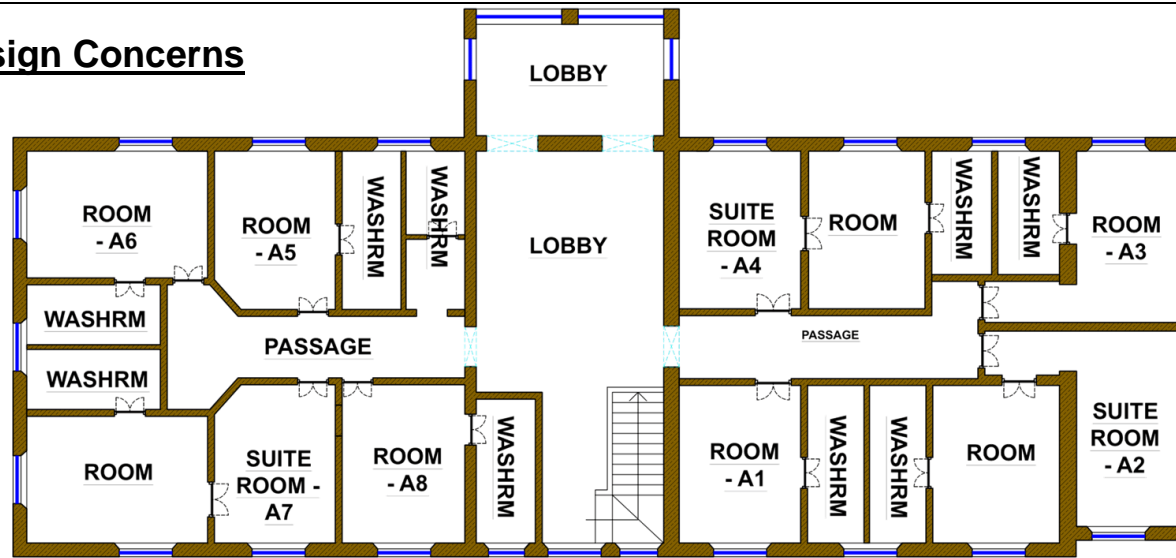 sign Concerns
LOBBY
ROOM
- A6
ROOM
- A5
WASHRM
WASHRM
LOBBY
SUITE
ROOM
- A4
ROOM
WASHRM
WASHRM
ROOM
- A3
WASHRM
PASSAGE
PASSAGE
WASHRM
ROOM
SUITE
ROOM -
A7
ROOM
- A8
WASHRM
ROOM
- A1
WASHRM
WASHRM
ROOM
SUITE
ROOM
- A2